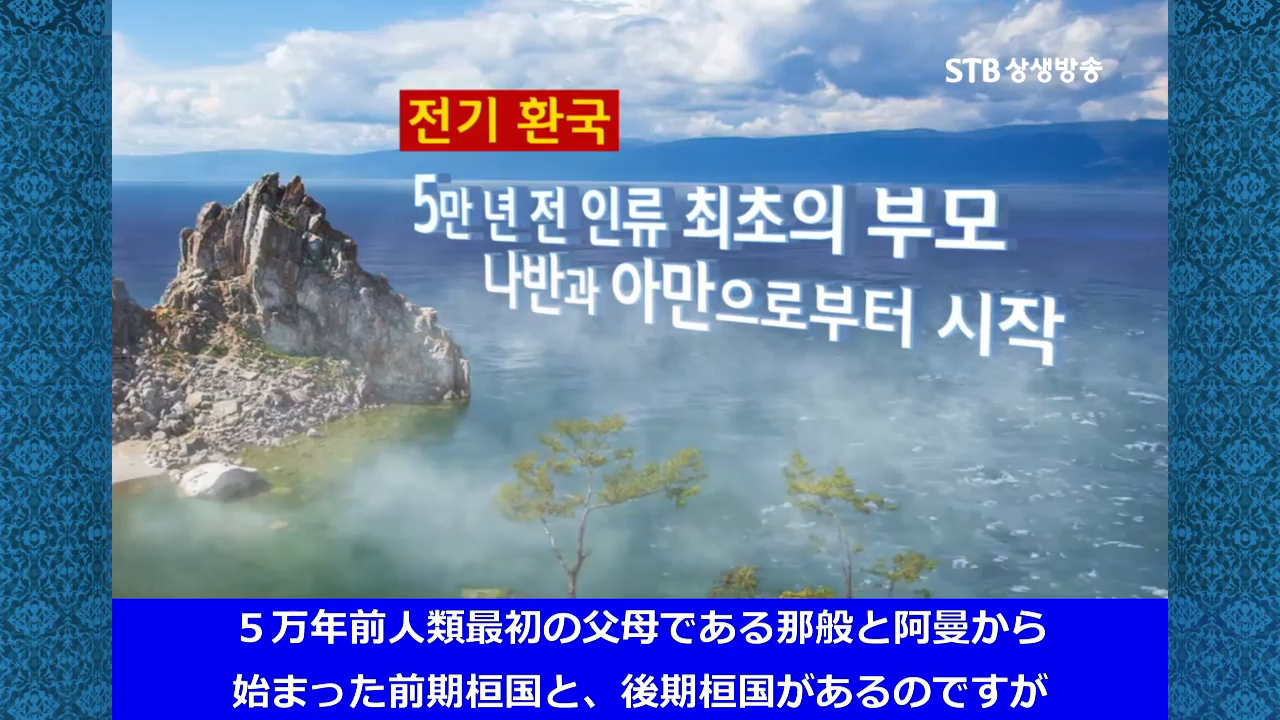 STB 상생방송
전기 환국
5만 년 전 인류 최초의 부모
나반과 아만으로부터 시작
５万年前人類最初の父母である那般と阿曼から
始まった前期桓国と、後期桓国があるのですが